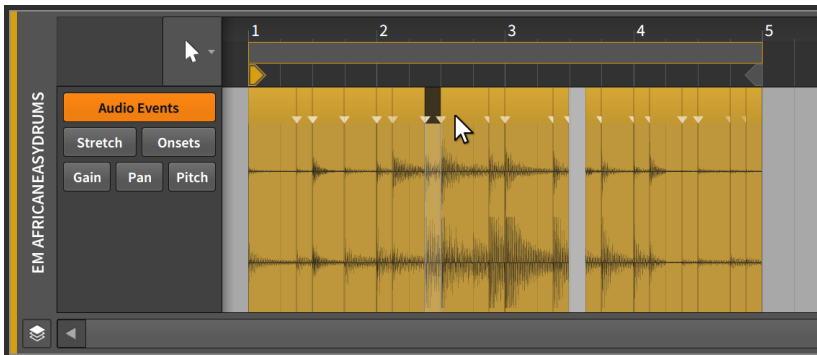 1 2 3 4 5
EM AFRICANEASYDRUMS
Audio Events
Stretch Onsets
Gain Pan Pitch